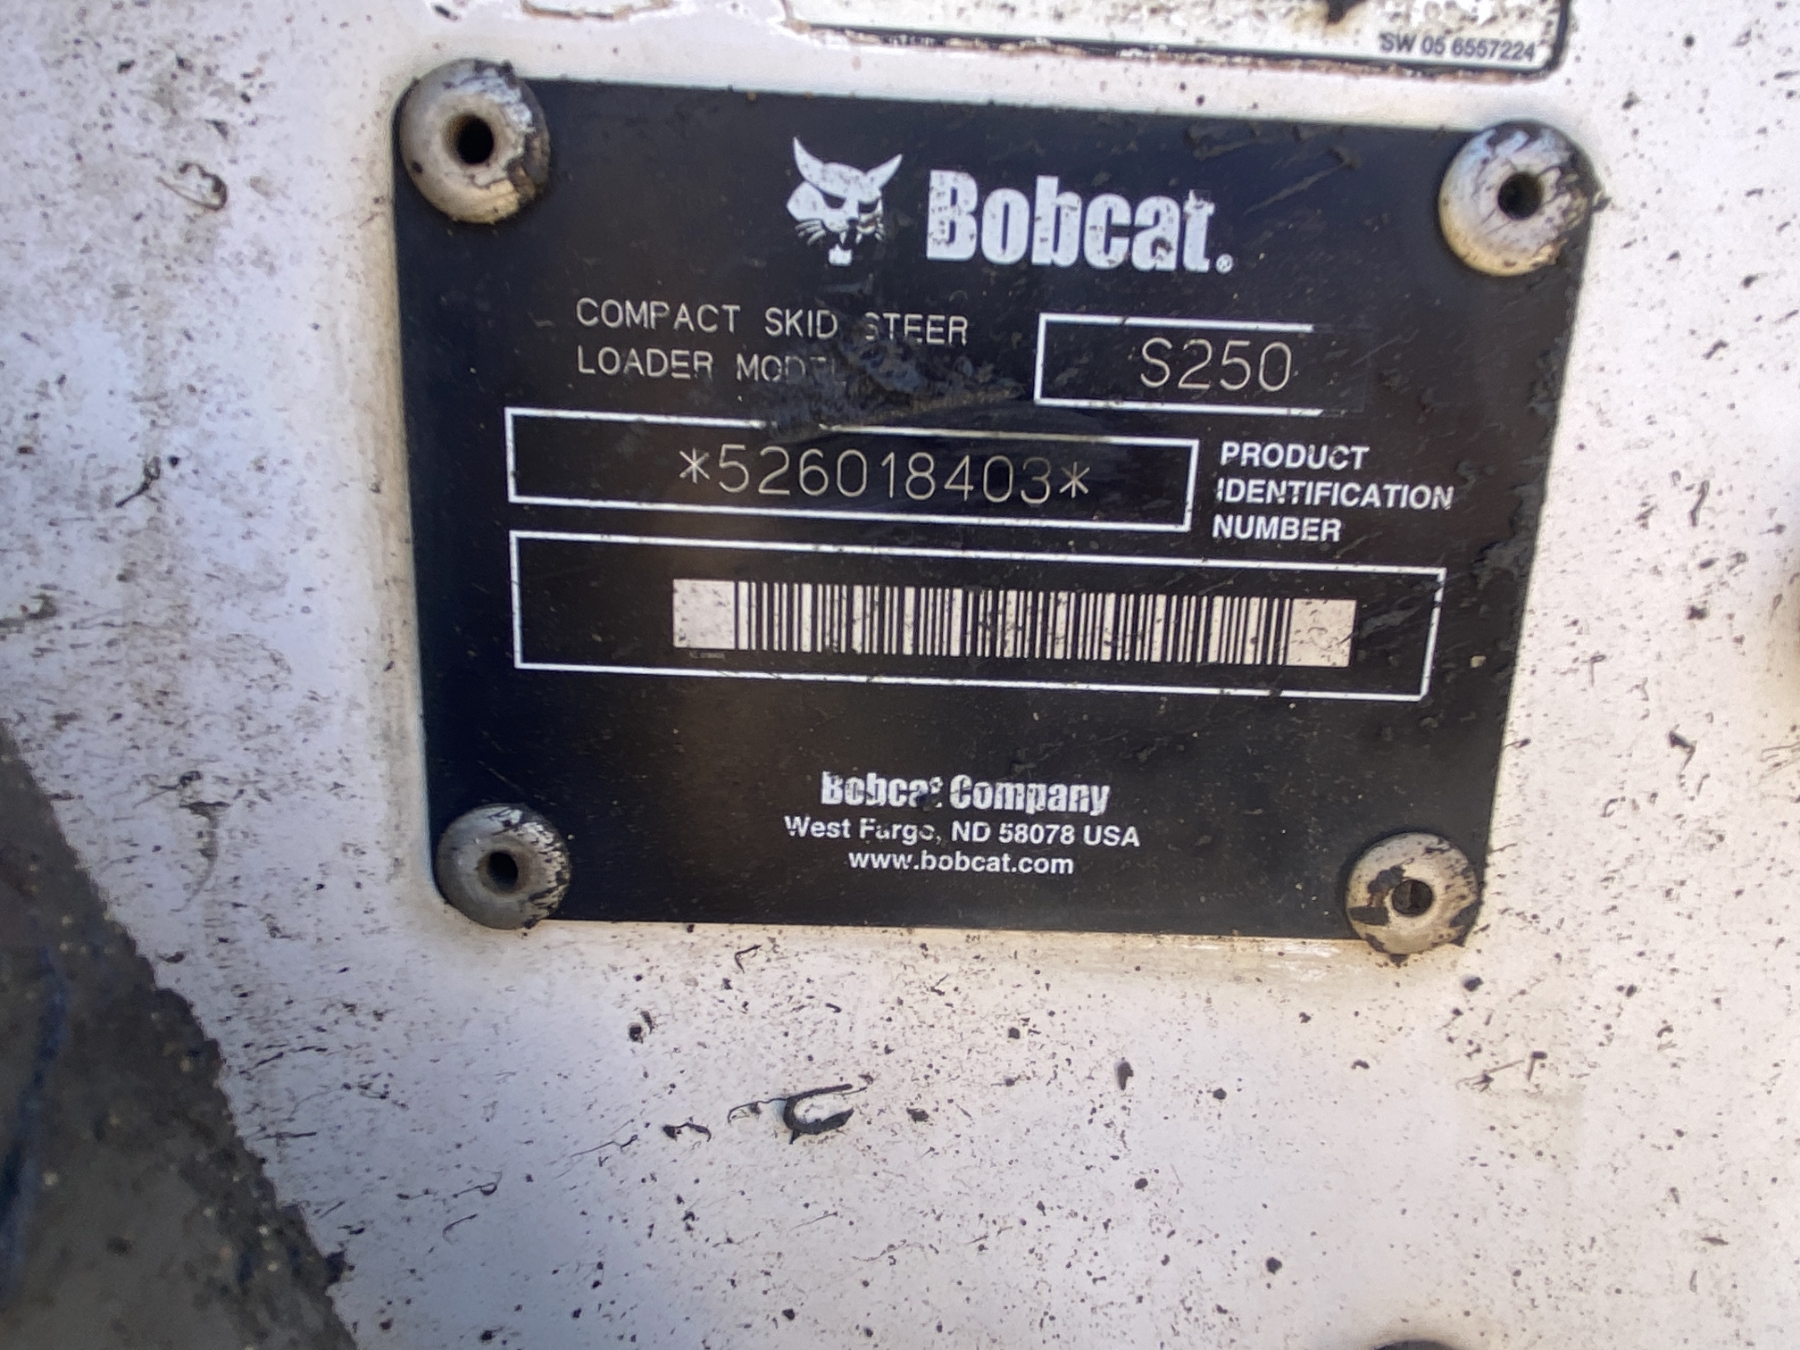 SW 05 6557224
Bobcat®
COMPACT SKID STEER
LOADER MODEL
S250
*526018403*
PRODUCT
IDENTIFICATION
NUMBER
Bobcat Company
West Fargo, ND 58078 USA
www.bobcat.com